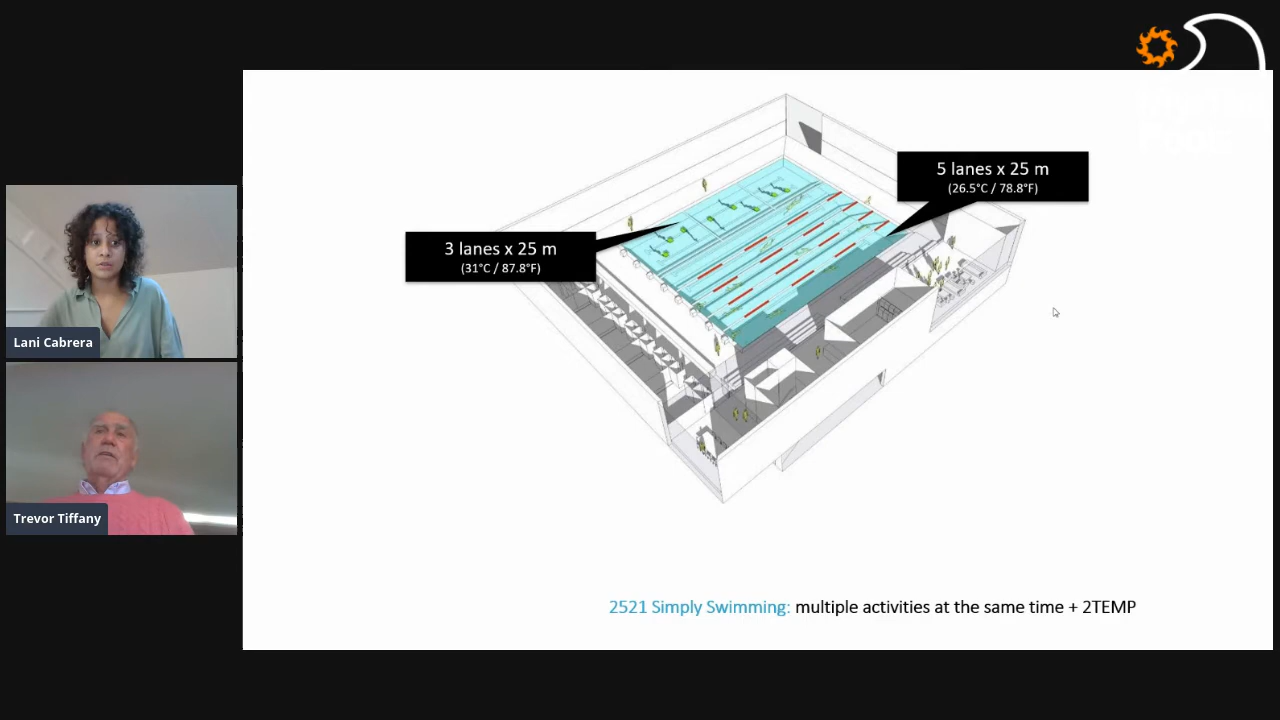 5 lanes x 25 m
(26.5°C / 78.8°F)
3 lanes x 25 m
(31°C / 87.8°F)
Lani Cabrera
Trevor Tiffany
2521 Simply Swimming: multiple activities at the same time + 2TEMP